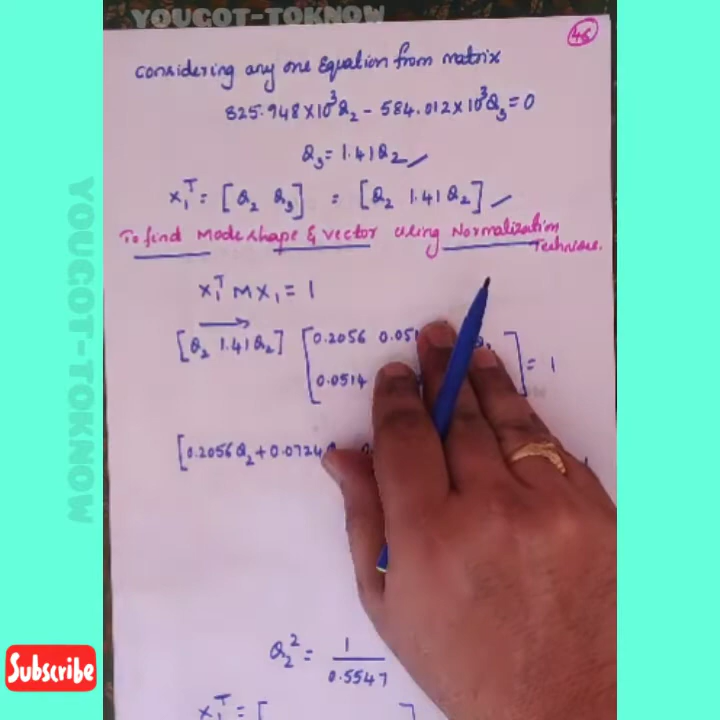 YOUCOT-TOKNOW
46
considering any one Equation from matrix
825.948×10³Q₂ - 584.012×10³Q₃ = 0
Q₃ = 1.41Q₂
x₁ᵀ = [Q₂ Q₃] = [Q₂ 1.41Q₂]
To find Mode shape & vector using Normalization
Technique.
x₁ᵀ M x₁ = 1
[Q₂ 1.41Q₂] [0.2056 0.051 ] = 1
0.0514
[0.2056Q₂ + 0.0724
Q₂² = 1
0.5547
x₁ᵀ = [ ]
YOUCOT-TOKNOW
Subscribe